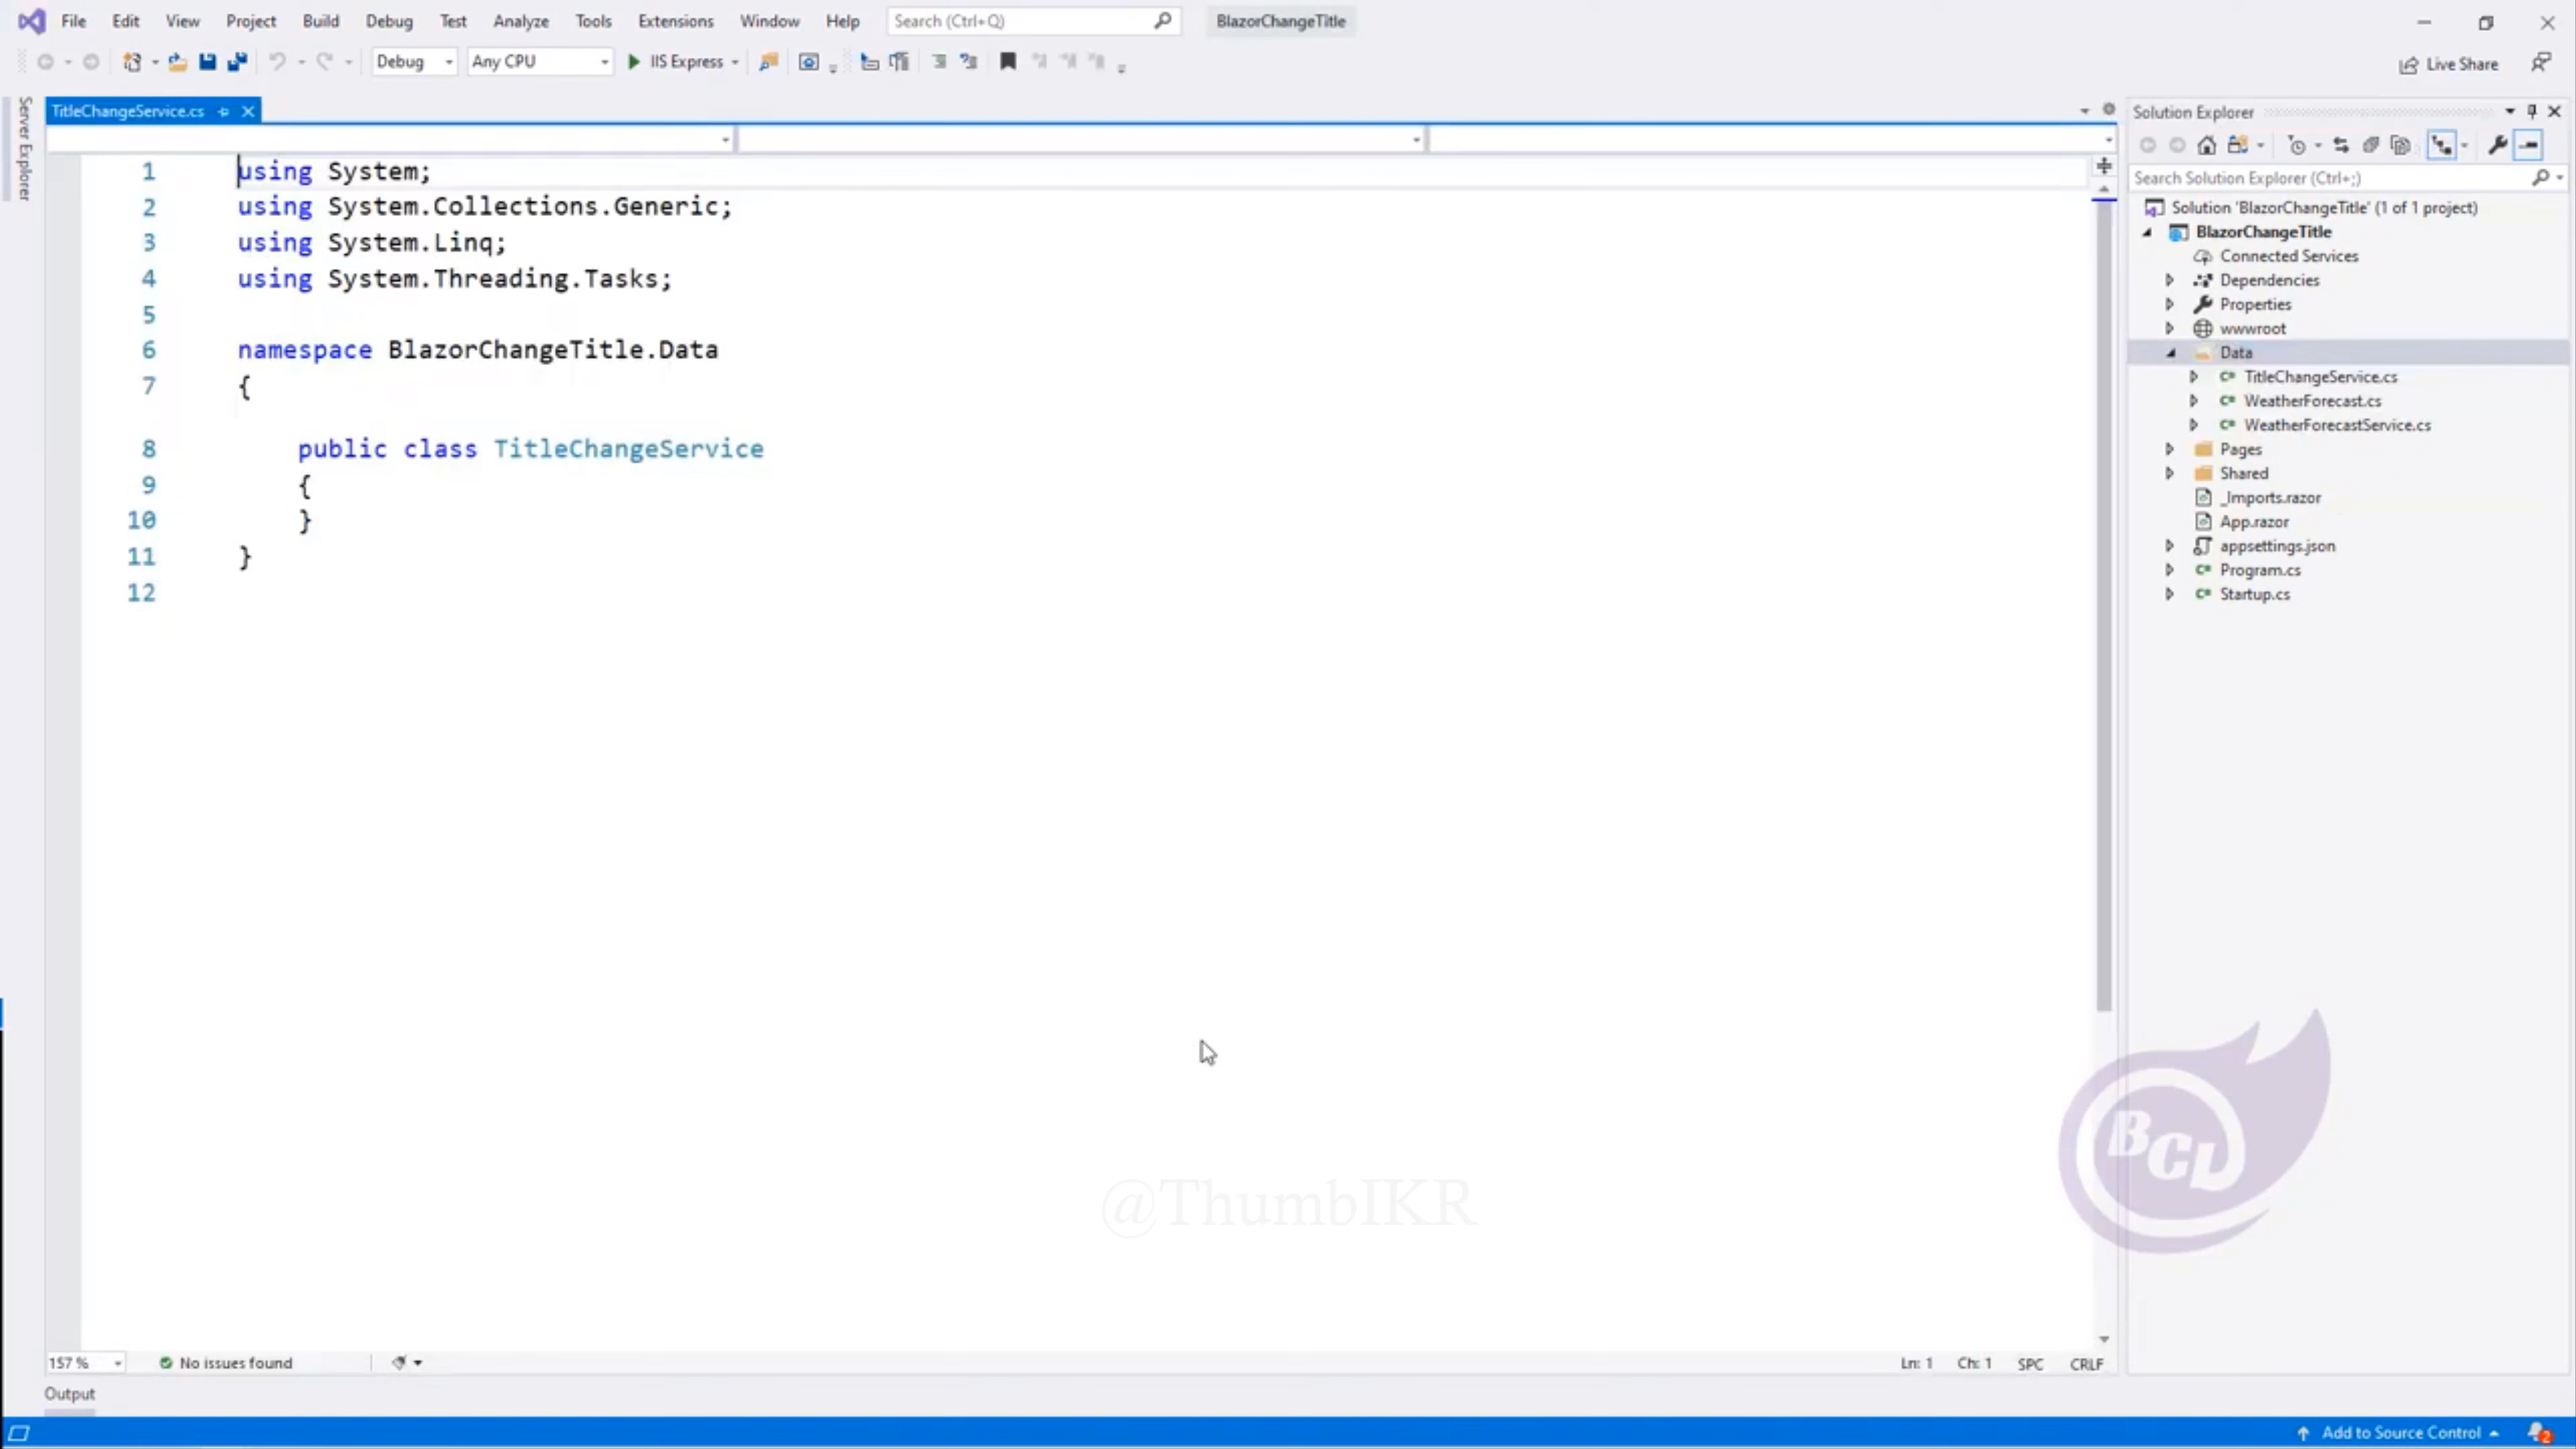 File Edit View Project Build Debug Test Analyze Tools Extensions Window Help Search (Ctrl+Q) BlazorChangeTitle
Debug Any CPU IIS Express Live Share
Server Explorer
TitleChangeService.cs
1 using System;
2 using System.Collections.Generic;
3 using System.Linq;
4 using System.Threading.Tasks;
5
6 namespace BlazorChangeTitle.Data
7 {
8 public class TitleChangeService
9 {
10 }
11 }
12
Solution Explorer
Search Solution Explorer (Ctrl+;)
Solution 'BlazorChangeTitle' (1 of 1 project)
BlazorChangeTitle
Connected Services
Dependencies
Properties
wwwroot
Data
C# TitleChangeService.cs
C# WeatherForecast.cs
C# WeatherForecastService.cs
Pages
Shared
_Imports.razor
App.razor
appsettings.json
C# Program.cs
C# Startup.cs
BCL
@ThumbIKR
157 % No issues found Ln: 1 Ch: 1 SPC CRLF
Output
Add to Source Control 2